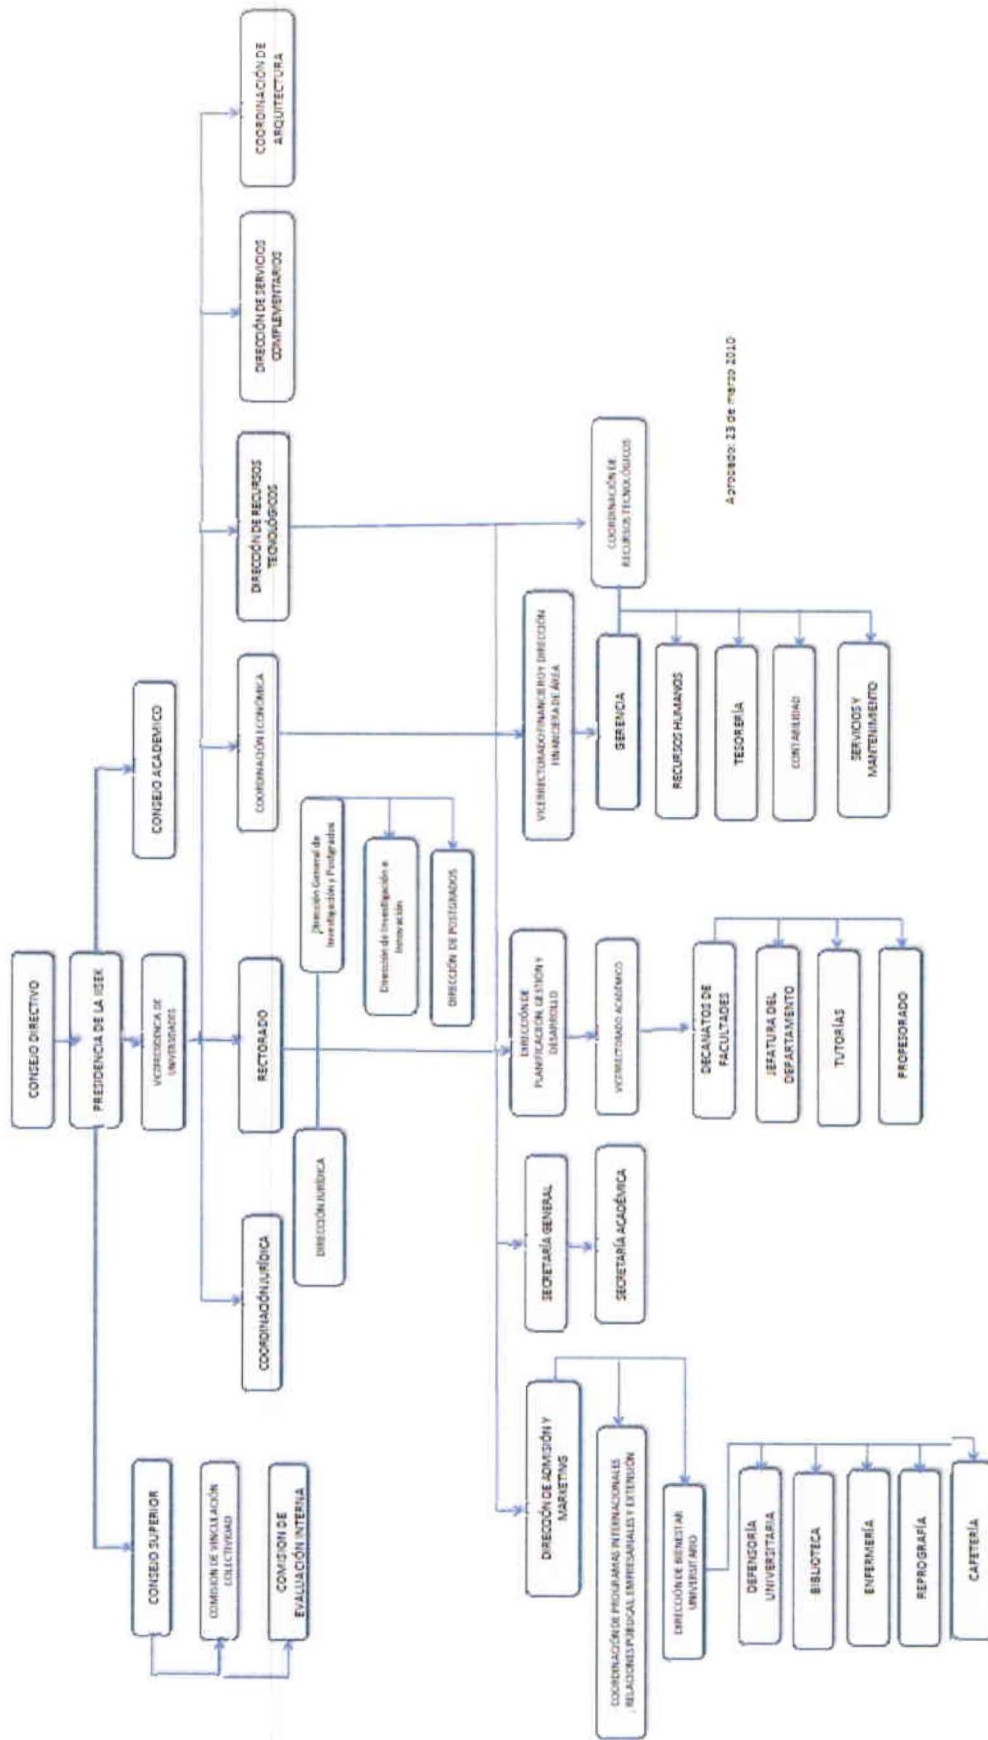 CONSEJO DIRECTIVO
PRESIDENCIA DE LA IISEK
CONSEJO SUPERIOR
CONSEJO ACADEMICO
COMISIÓN DE VINCULACIÓN
COLECTIVIDAD
COMISION DE
EVALUACIÓN INTERNA
VICEPRESIDENCIA DE
UNIVERSIDADES
COORDINACIÓN JURÍDICA
RECTORADO
COORDINACIÓN ECONÓMICA
DIRECCIÓN DE RECURSOS
TECNOLÓGICOS
DIRECCIÓN DE SERVICIOS
COMPLEMENTARIOS
COORDINACIÓN DE
ARQUITECTURA
DIRECCIÓN JURÍDICA
Dirección General de
Investigación y Postgrados
Dirección de Investigación e
Innovación
DIRECCIÓN DE POSTGRADOS
DIRECCIÓN DE ADMISIÓN Y
MARKETING
SECRETARÍA GENERAL
DIRECCIÓN DE
PLANIFICACIÓN, GESTIÓN Y
DESARROLLO
VICERRECTORADO FINANCIERO Y DIRECCIÓN
FINANCIERA DE ÁREA
COORDINACIÓN DE
RECURSOS TECNOLÓGICOS
COORDINACIÓN DE PROGRAMAS INTERNACIONALES
, RELACIONES PÚBLICAS, EMPRESARIALES Y EXTENSIÓN
SECRETARÍA ACADÉMICA
VICERRECTORADO ACADÉMICO
GERENCIA
DIRECCIÓN DE BIENESTAR
UNIVERSITARIO
DEFENSORÍA
UNIVERSITARIA
BIBLIOTECA
ENFERMERÍA
REPROGRAFÍA
CAFETERÍA
DECANATOS DE
FACULTADES
JEFATURA DEL
DEPARTAMENTO
TUTORÍAS
PROFESORADO
RECURSOS HUMANOS
TESORERÍA
CONTABILIDAD
SERVICIOS Y
MANTENIMIENTO
Aprobado: 23 de marzo 2010